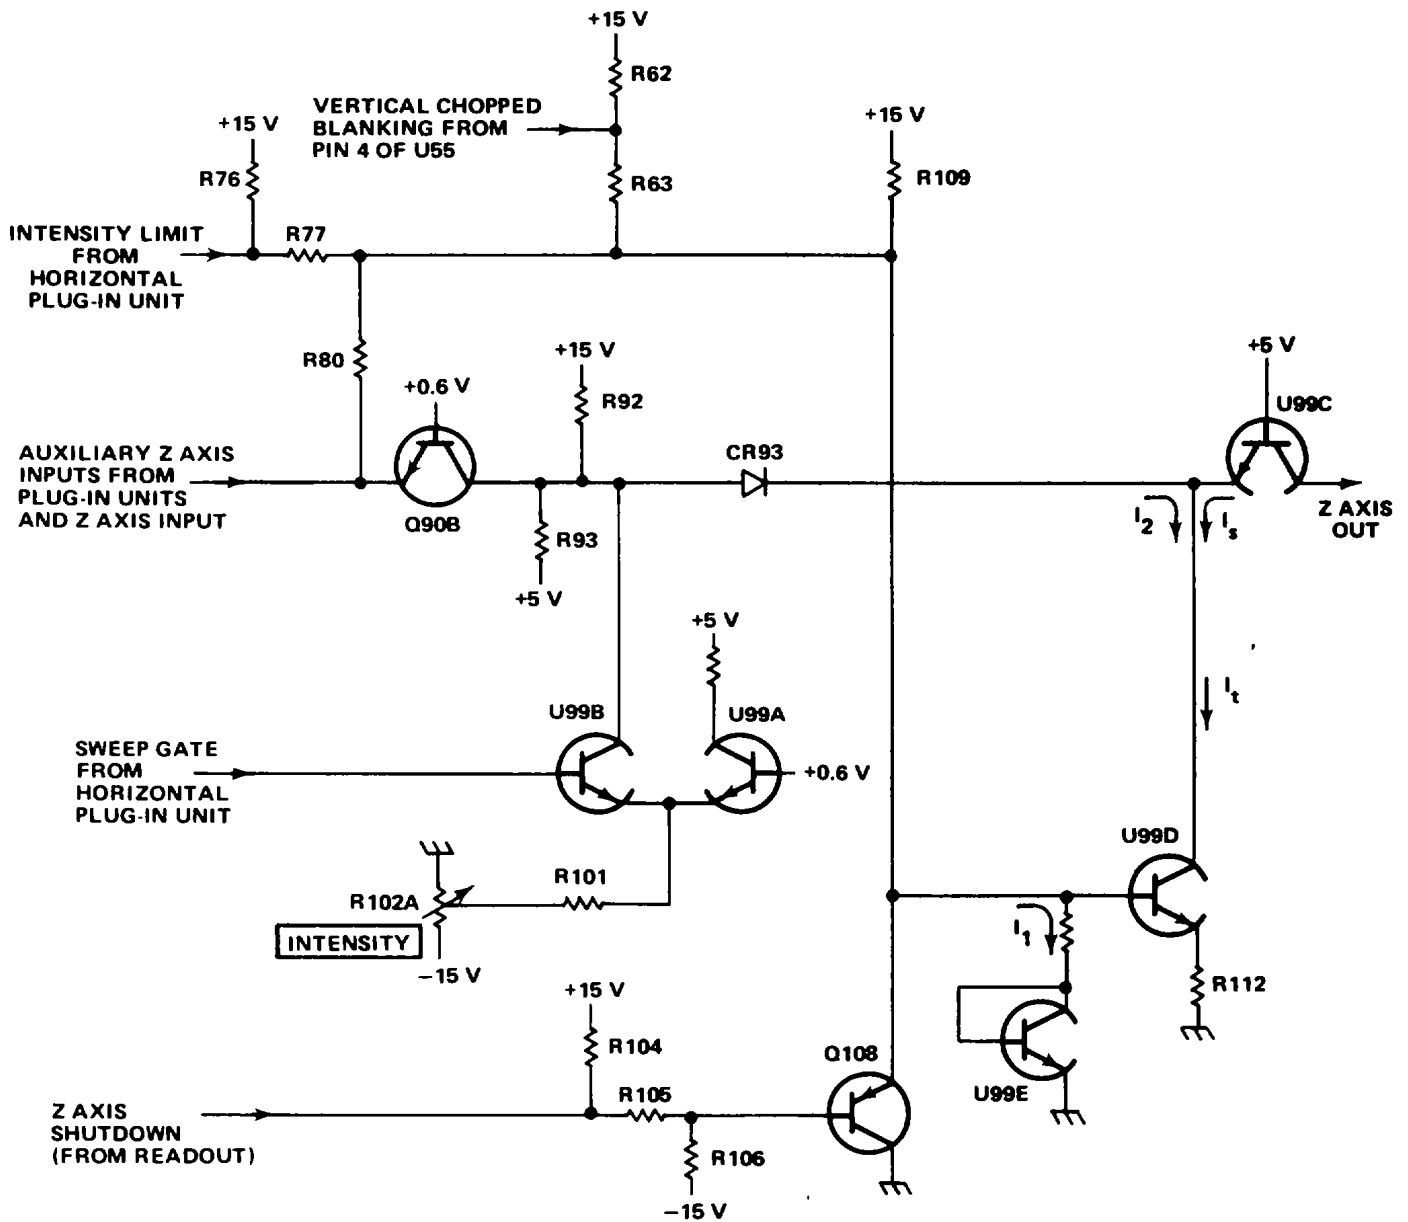 +15 V
R62
VERTICAL CHOPPED
BLANKING FROM
PIN 4 OF U55
+15 V
+15 V
R76
R63
R109
INTENSITY LIMIT
FROM
HORIZONTAL
PLUG-IN UNIT
R77
R80
+15 V
+0.6 V
R92
+5 V
U99C
AUXILIARY Z AXIS
INPUTS FROM
PLUG-IN UNITS
AND Z AXIS INPUT
CR93
Q90B
R93
+5 V
I2
Is
Z AXIS
OUT
+5 V
It
U99B
U99A
SWEEP GATE
FROM
HORIZONTAL
PLUG-IN UNIT
+0.6 V
U99D
R102A
R101
INTENSITY
-15 V
I1
R112
+15 V
R104
Q108
U99E
R105
Z AXIS
SHUTDOWN
(FROM READOUT)
R106
-15 V